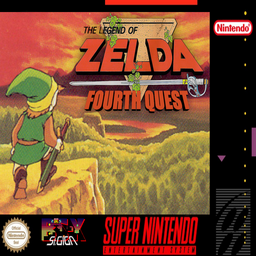 THE LEGEND OF
Nintendo
ZELDA
FOURTH QUEST
SUPER NINTENDO
ENTERTAINMENT SYSTEM